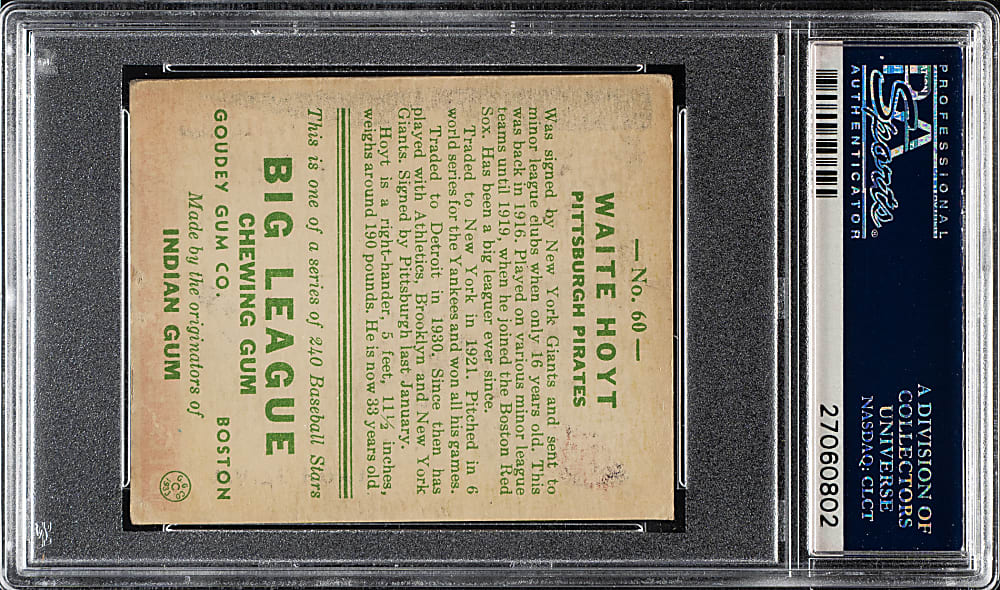 PROFESSIONAL
PSA
Sports®
AUTHENTICATOR
A DIVISION OF
COLLECTORS
UNIVERSE
NASDAQ: CLCT
27060802
— No. 60 —
WAITE HOYT
PITTSBURGH PIRATES
Was signed by New York Giants and sent to
minor league clubs when only 16 years old. This
was back in 1916. Played on various minor league
teams until 1919, when he joined the Boston Red
Sox. Has been a big leaguer ever since.
Traded to New York in 1921. Pitched in 6
world series for the Yankees and won all his games.
Traded to Detroit in 1930. Since then has
played with Athletics, Brooklyn and New York
Giants. Signed by Pittsburgh last January.
Hoyt is a right-hander, 5 feet, 11½ inches,
weighs around 190 pounds. He is now 33 years old.
This is one of a series of 240 Baseball Stars
BIG LEAGUE
CHEWING GUM
GOUDEY GUM CO. BOSTON
Made by the originators of
INDIAN GUM